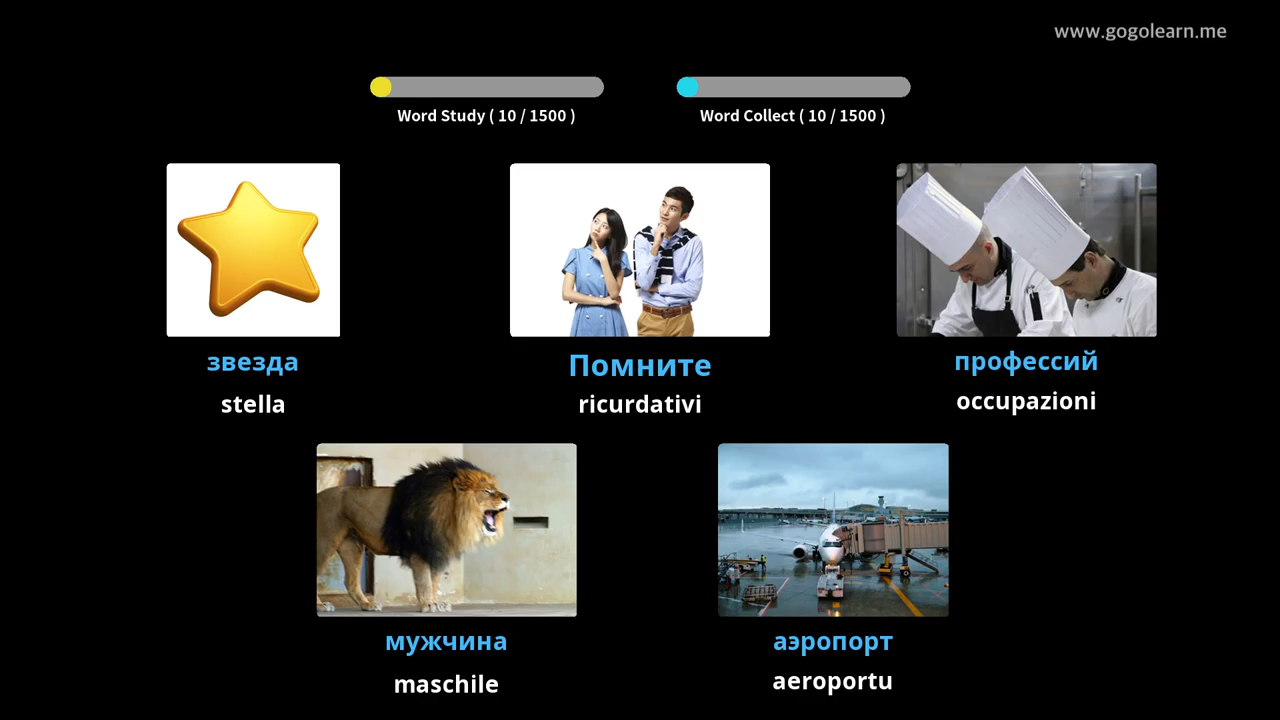 www.gogolearn.me
Word Study ( 10 / 1500 )
Word Collect ( 10 / 1500 )
звезда
stella
Помните
ricurdativi
профессий
occupazioni
мужчина
maschile
аэропорт
aeroportu